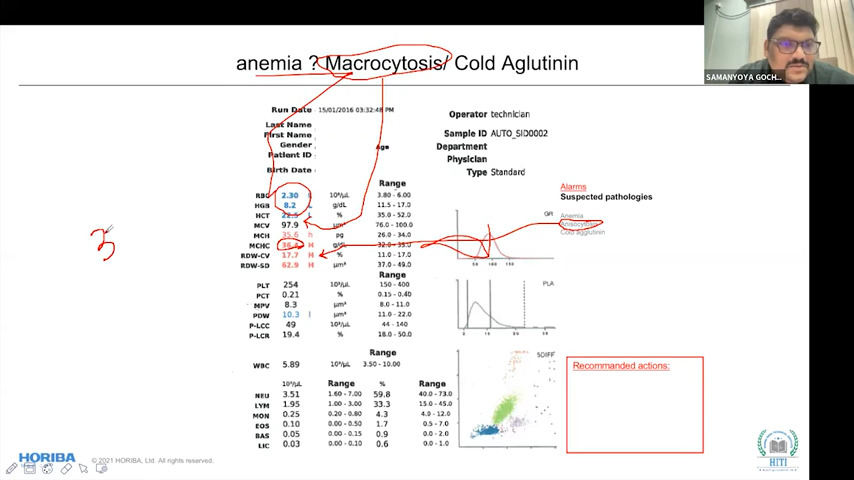 SAMANYOYA GOCH...
anemia ? Macrocytosis/ Cold Aglutinin
Run Date 15/01/2016 03:32:48 PM
Last Name
First Name
Gender Age
Patient ID
Birth Date
Operator technician
Sample ID AUTO_SID0002
Department
Physician
Type Standard
Alarms
Suspected pathologies
Anemia
Anisocytosis
Cold agglutinin
Range
RBC 2.30 L 10⁶/µL 3.80 - 6.00
HGB 8.2 L g/dL 11.5 - 17.0
HCT 22.5 L % 35.0 - 52.0
MCV 97.9 µm³ 76.0 - 100.0
MCH 35.6 h pg 26.0 - 34.0
MCHC H g/dl 32.0 - 35.0
RDW-CV 17.7 H % 11.0 - 17.0
RDW-SD 62.9 H µm³ 37.0 - 49.0
GR
50 100 150
Range
PLT 254 10³/µL 150 - 400
PCT 0.21 % 0.15 - 0.40
MPV 8.3 µm³ 8.0 - 11.0
PDW 10.3 l µm³ 11.0 - 22.0
P-LCC 49 10³/µL 44 - 140
P-LCR 19.4 % 18.0 - 50.0
PLA
10 20 30
Range
WBC 5.89 10³/µL 3.50 - 10.00
10³/µL Range % Range
NEU 3.51 1.60 - 7.00 59.8 40.0 - 73.0
LYM 1.95 1.00 - 3.00 33.3 15.0 - 45.0
MON 0.25 0.20 - 0.80 4.3 4.0 - 12.0
EOS 0.10 0.00 - 0.50 1.7 0.5 - 7.0
BAS 0.05 0.00 - 0.15 0.9 0.0 - 2.0
LIC 0.03 0.00 - 0.10 0.6 0.0 - 1.0
5DIFF
Recommanded actions:
3
HORIBA © 2021 HORIBA, Ltd. All rights reserved.
HITI